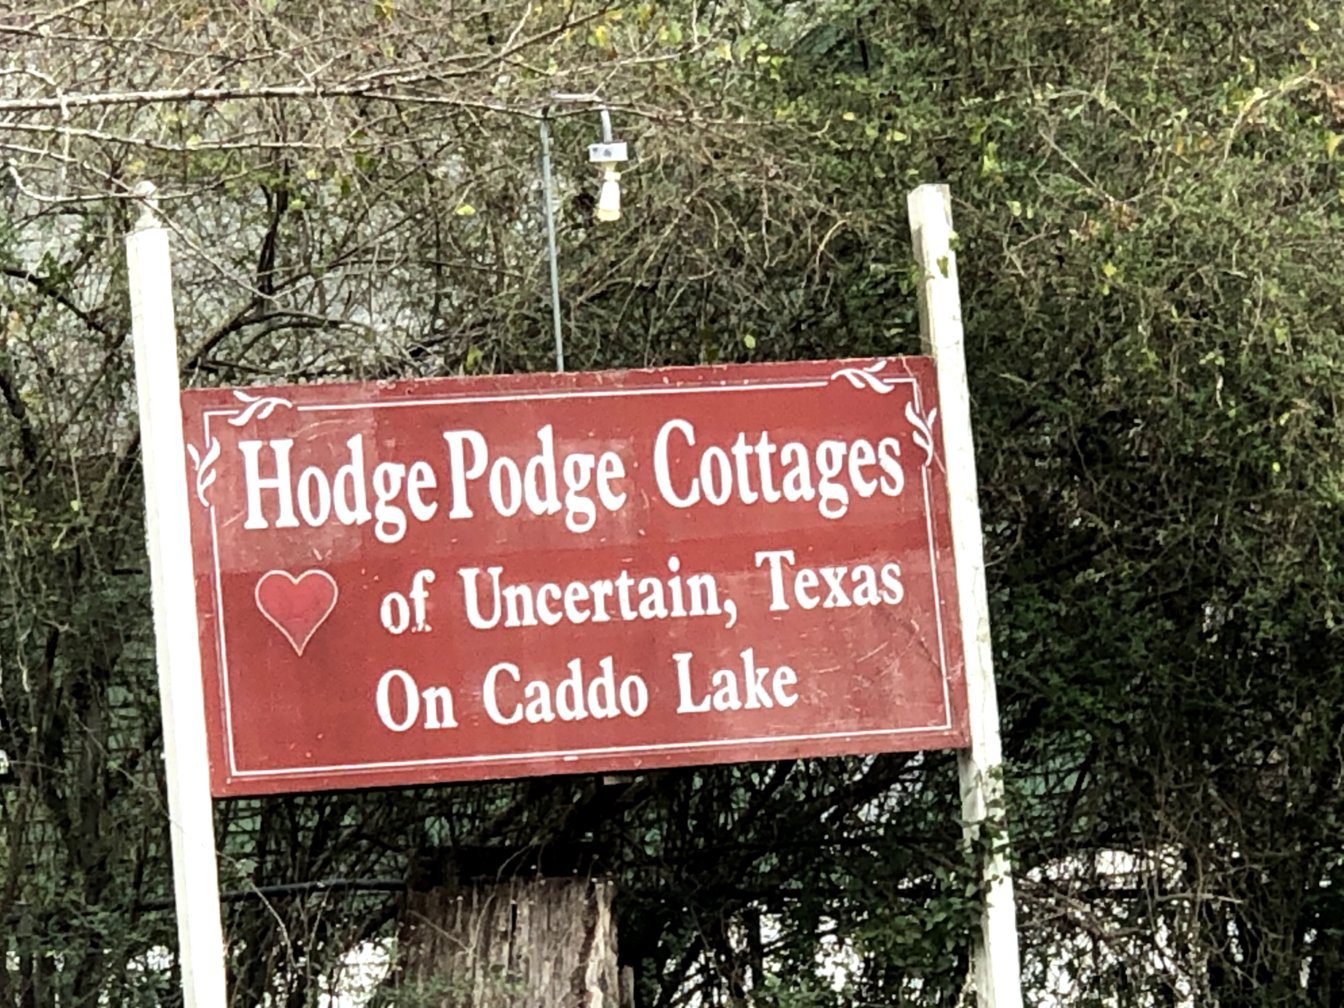 HodgePodge Cottages
of Uncertain, Texas
On Caddo Lake